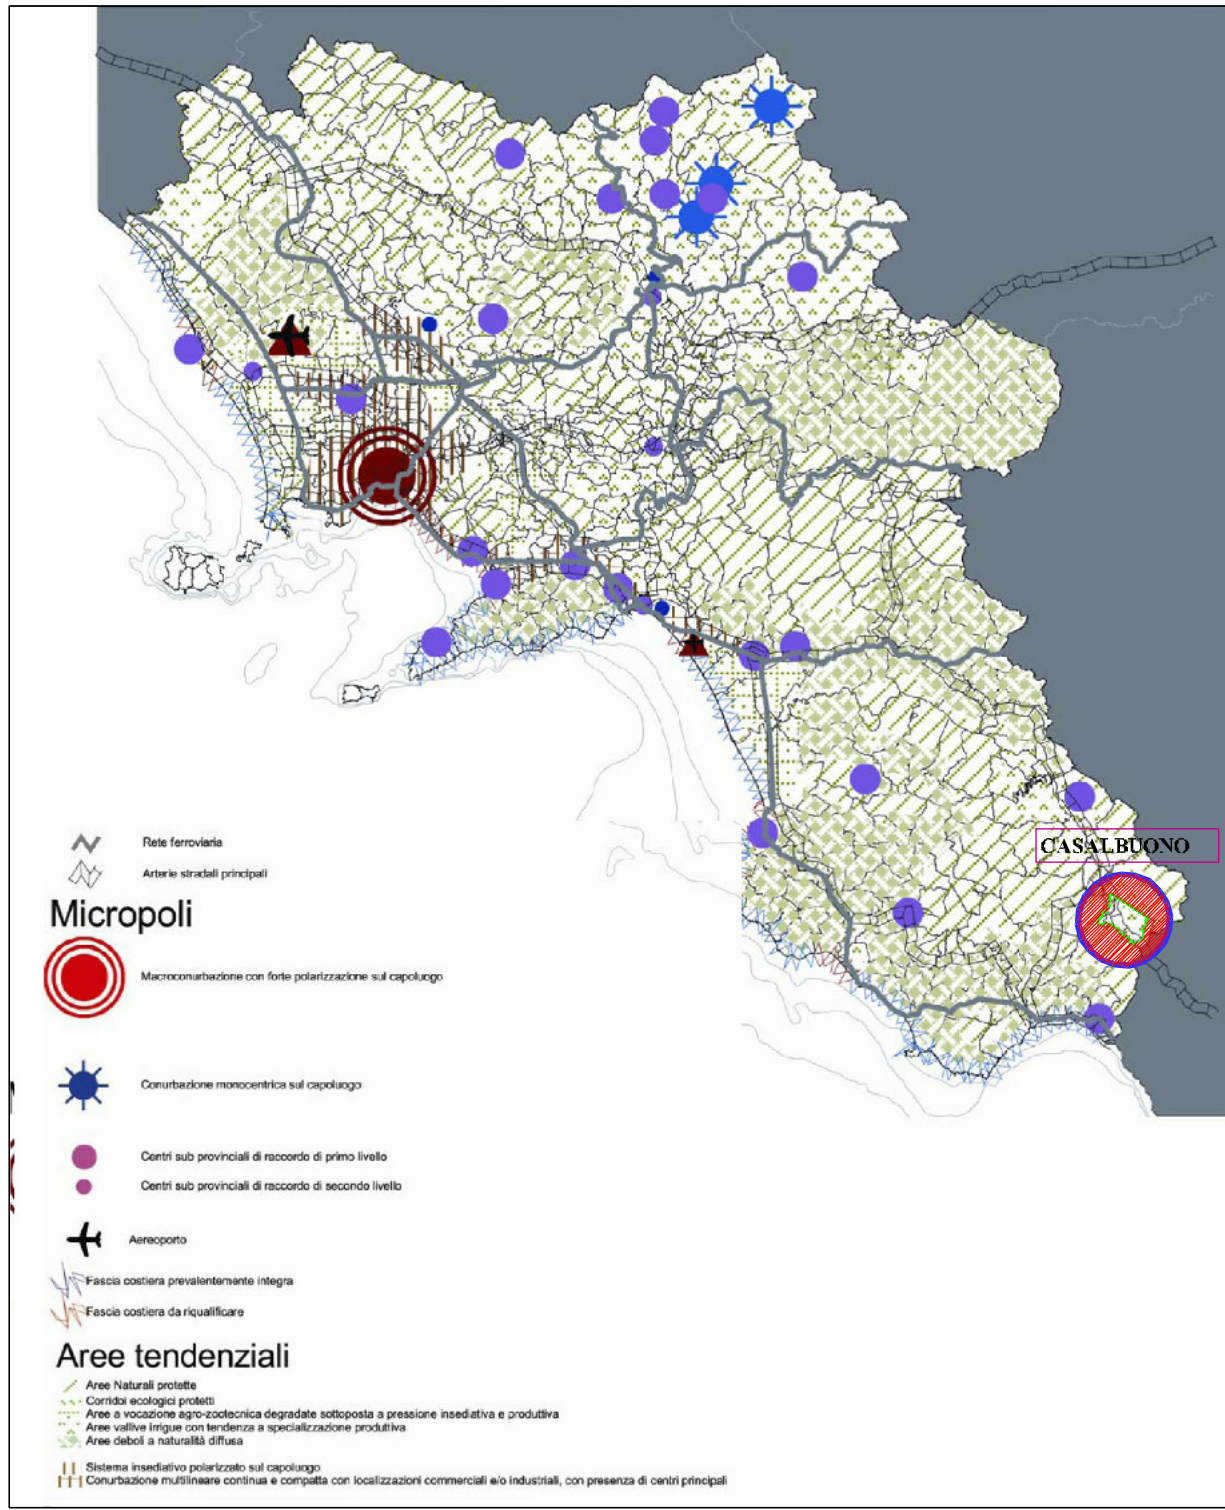 CASALBUONO
Rete ferroviaria
Arterie stradali principali
Micropoli
Macroconurbazione con forte polarizzazione sul capoluogo
Conurbazione monocentrica sul capoluogo
Centri sub provinciali di raccordo di primo livello
Centri sub provinciali di raccordo di secondo livello
Aereoporto
Fascia costiera prevalentemente integra
Fascia costiera da riqualificare
Aree tendenziali
Aree Naturali protette
Corridoi ecologici protetti
Aree a vocazione agro-zootecnica degradate sottoposta a pressione insediativa e produttiva
Aree vallive irrigue con tendenza a specializzazione produttiva
Aree deboli a naturalità diffusa
Sistema insediativo polarizzato sul capoluogo
Conurbazione multilineare continua e compatta con localizzazioni commerciali e/o industriali, con presenza di centri principali